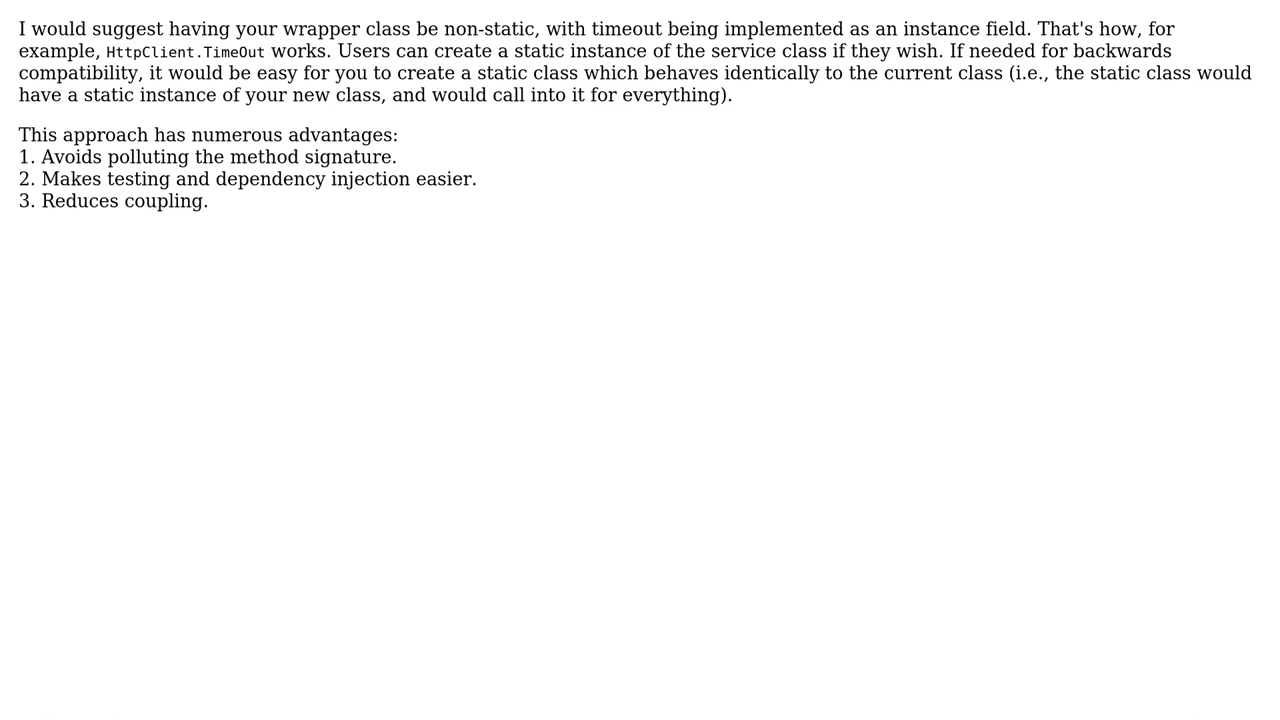 I would suggest having your wrapper class be non-static, with timeout being implemented as an instance field. That's how, for
example, HttpClient.TimeOut works. Users can create a static instance of the service class if they wish. If needed for backwards
compatibility, it would be easy for you to create a static class which behaves identically to the current class (i.e., the static class would
have a static instance of your new class, and would call into it for everything).
This approach has numerous advantages:
1. Avoids polluting the method signature.
2. Makes testing and dependency injection easier.
3. Reduces coupling.